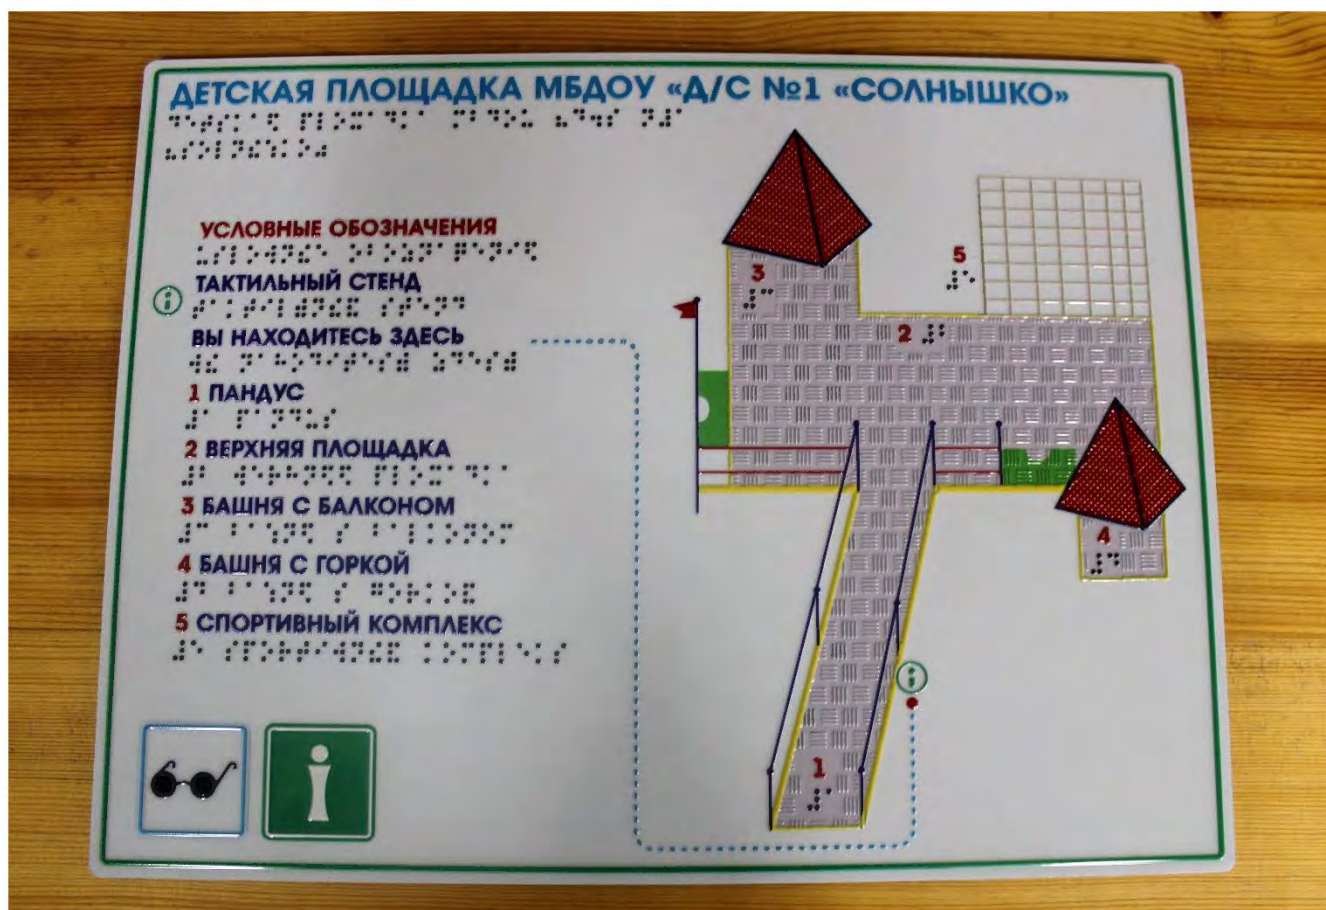 ДЕТСКАЯ ПЛОЩАДКА МБДОУ «Д/С №1 «СОЛНЫШКО»
⠙⠑⠞⠎⠅⠁⠫ ⠏⠇⠕⠭⠁⠙⠅⠁ ⠍⠃⠙⠕⠥
УСЛОВНЫЕ ОБОЗНАЧЕНИЯ
⠥⠎⠇⠕⠺⠝⠮⠑ ⠕⠃⠕⠵⠝⠁⠟⠑⠝⠊⠫
i ТАКТИЛЬНЫЙ СТЕНД
⠞⠁⠅⠞⠊⠇⠾⠝⠮⠯ ⠎⠞⠑⠝⠙
ВЫ НАХОДИТЕСЬ ЗДЕСЬ
⠺⠮ ⠝⠁⠓⠕⠙⠊⠞⠑⠎⠾ ⠵⠙⠑⠎⠾
1 ПАНДУС
⠼⠁ ⠏⠁⠝⠙⠥⠎
2 ВЕРХНЯЯ ПЛОЩАДКА
⠼⠃ ⠺⠑⠗⠓⠝⠫⠫ ⠏⠇⠕⠭⠁⠙⠅⠁
3 БАШНЯ С БАЛКОНОМ
⠼⠉ ⠃⠁⠱⠝⠫ ⠎ ⠃⠁⠇⠅⠕⠝⠕⠍
4 БАШНЯ С ГОРКОЙ
⠼⠙ ⠃⠁⠱⠝⠫ ⠎ ⠛⠕⠗⠅⠕⠯
5 СПОРТИВНЫЙ КОМПЛЕКС
⠼⠑ ⠎⠏⠕⠗⠞⠊⠺⠝⠮⠯ ⠅⠕⠍⠏⠇⠑⠅⠎
i
3
⠼⠉
5
⠼⠑
2 ⠼⠃
4
⠼⠙
i
1
⠼⠁